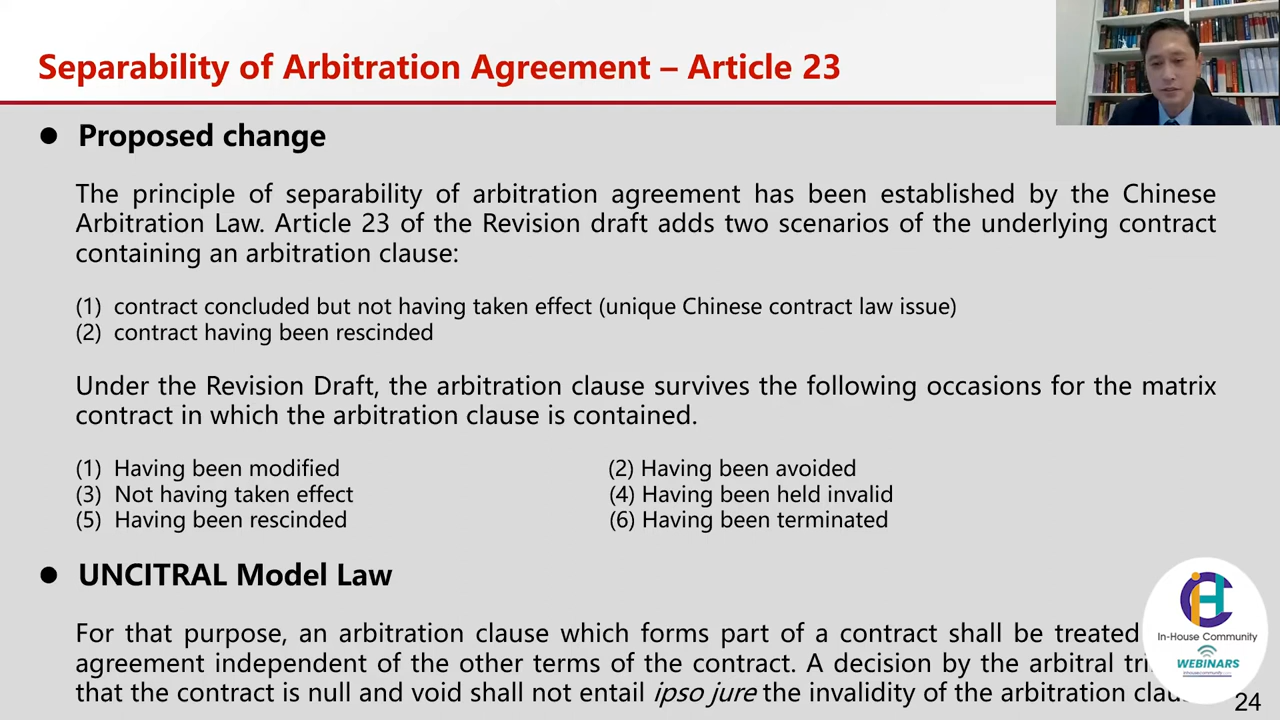 Separability of Arbitration Agreement – Article 23
● Proposed change
The principle of separability of arbitration agreement has been established by the Chinese
Arbitration Law. Article 23 of the Revision draft adds two scenarios of the underlying contract
containing an arbitration clause:
(1) contract concluded but not having taken effect (unique Chinese contract law issue)
(2) contract having been rescinded
Under the Revision Draft, the arbitration clause survives the following occasions for the matrix
contract in which the arbitration clause is contained.
(1) Having been modified (2) Having been avoided
(3) Not having taken effect (4) Having been held invalid
(5) Having been rescinded (6) Having been terminated
● UNCITRAL Model Law
For that purpose, an arbitration clause which forms part of a contract shall be treated
agreement independent of the other terms of the contract. A decision by the arbitral
that the contract is null and void shall not entail ipso jure the invalidity of the arbitration
In-House Community
WEBINARS
24